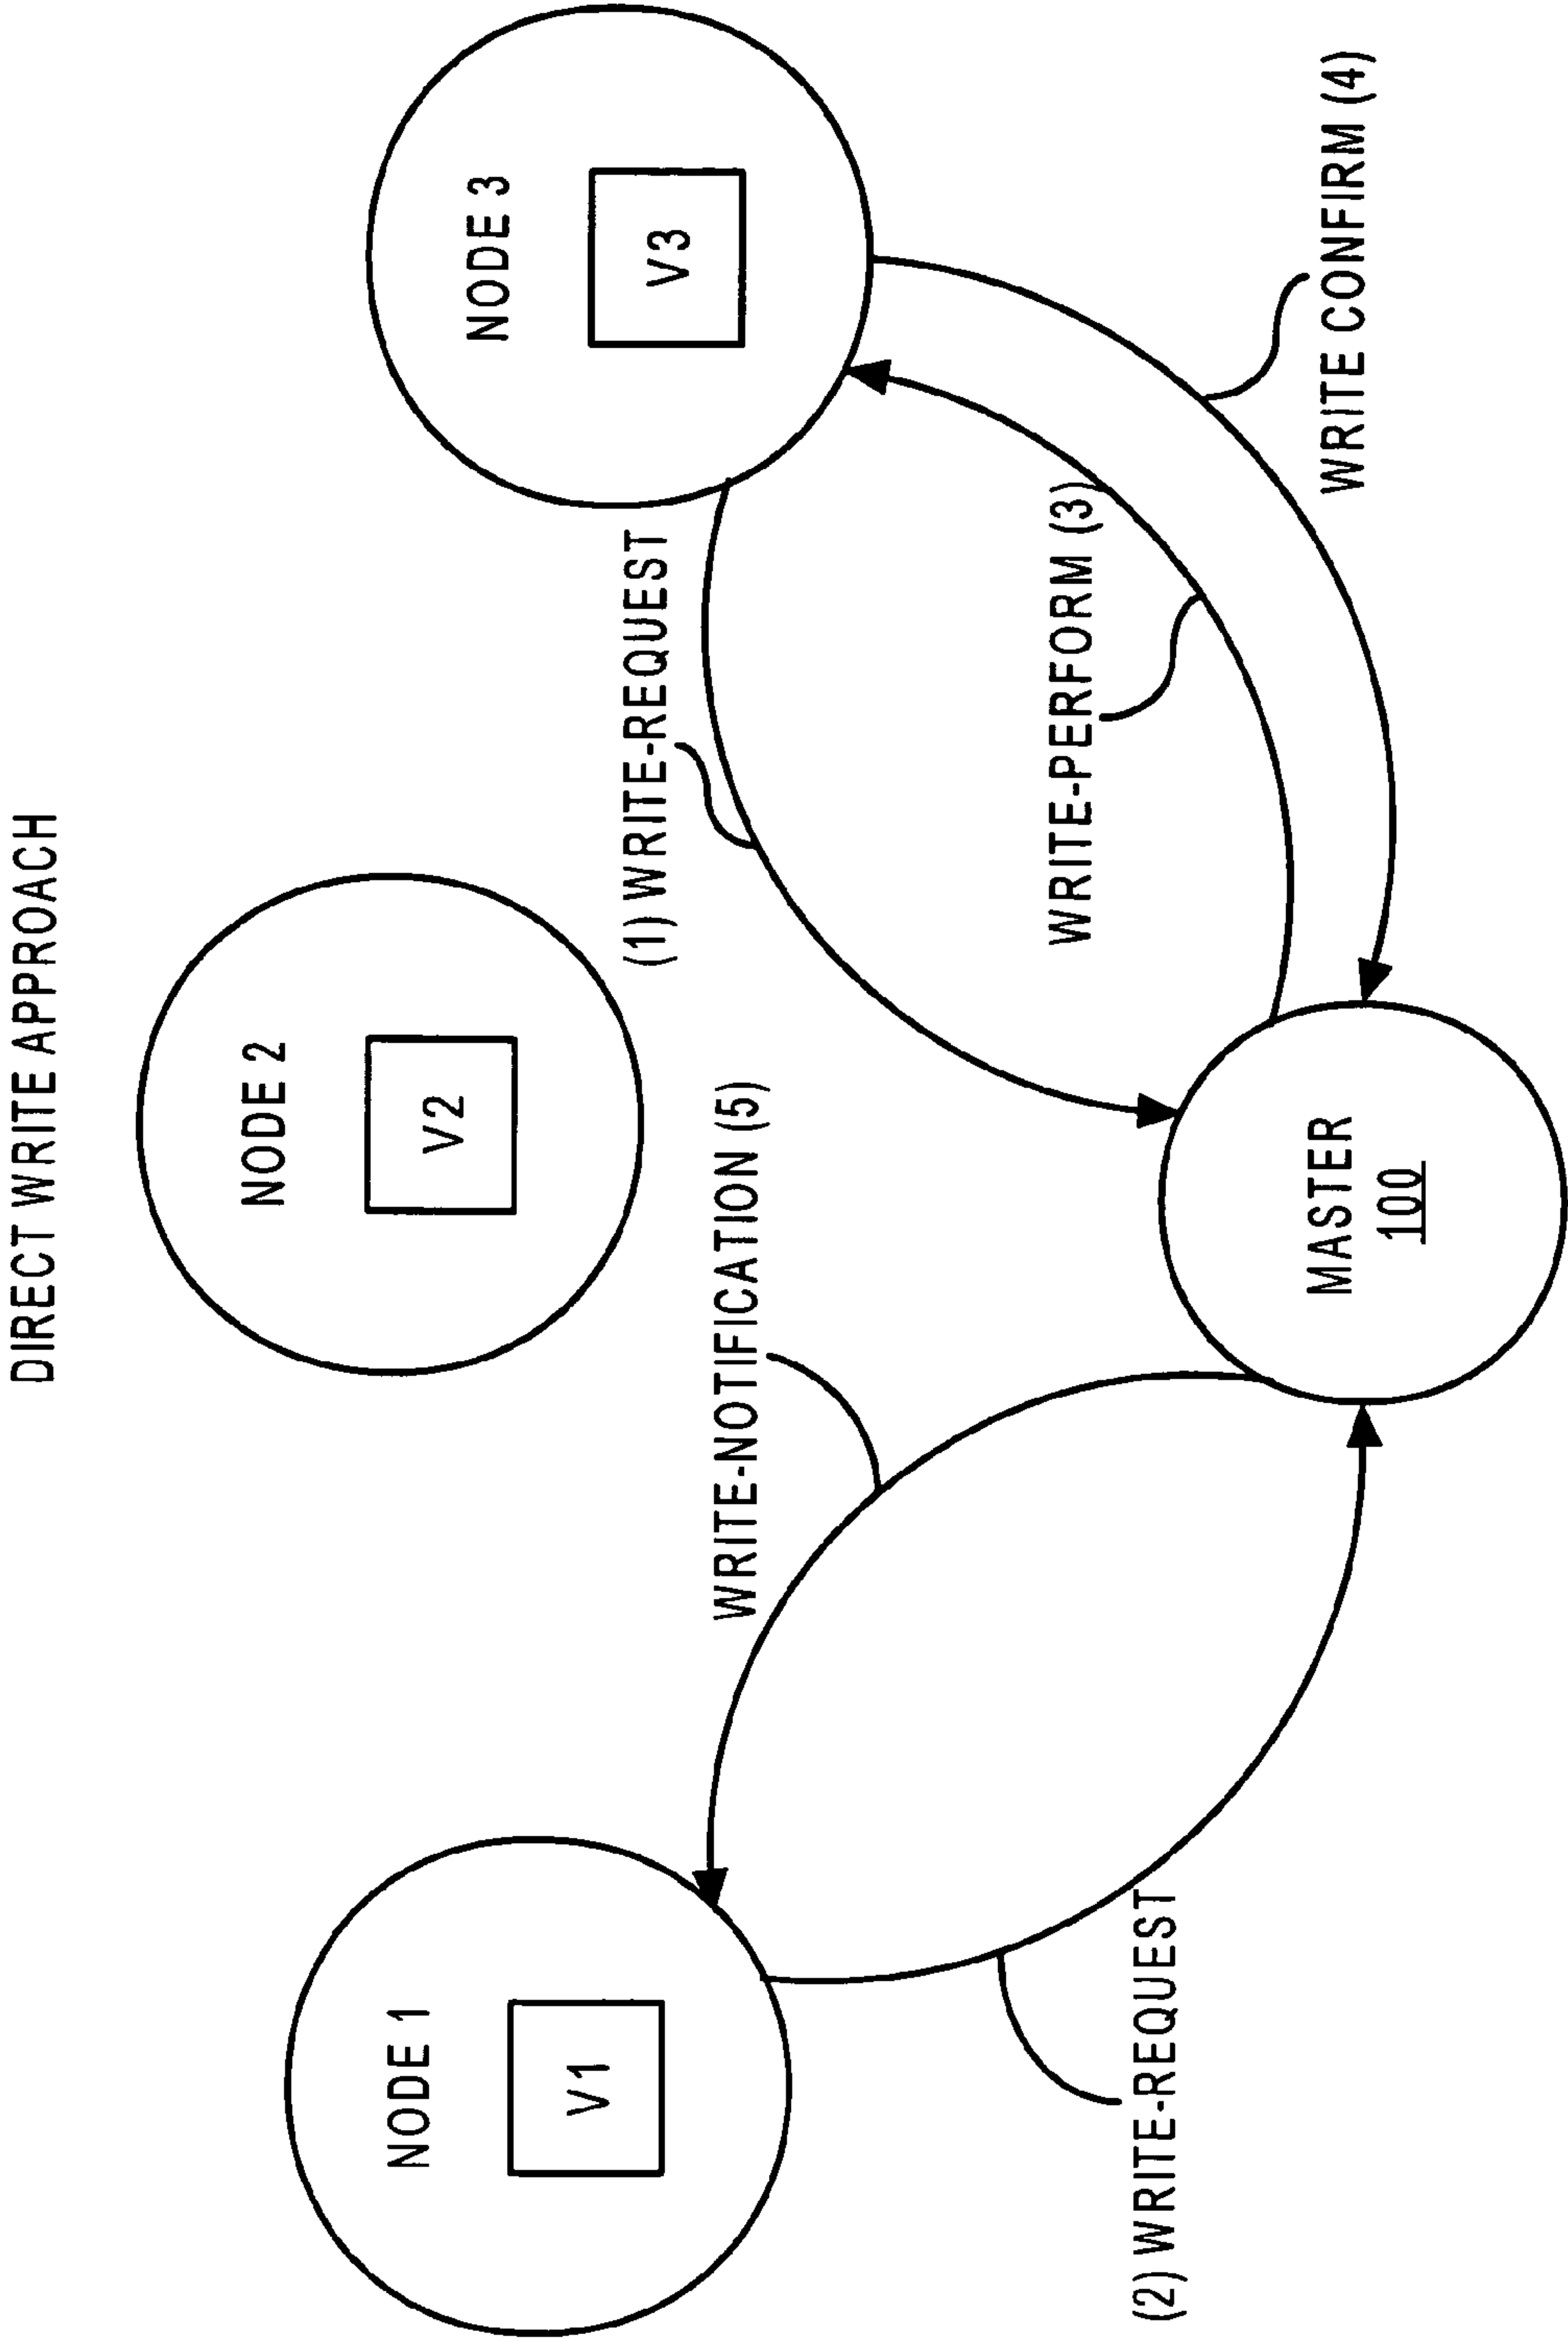 DIRECT WRITE APPROACH
NODE 2
V2
NODE 1
V1
NODE 3
V3
(1) WRITE-REQUEST
WRITE-NOTIFICATION (5)
WRITE-PERFORM (3)
(2) WRITE-REQUEST
MASTER
100
WRITE CONFIRM (4)